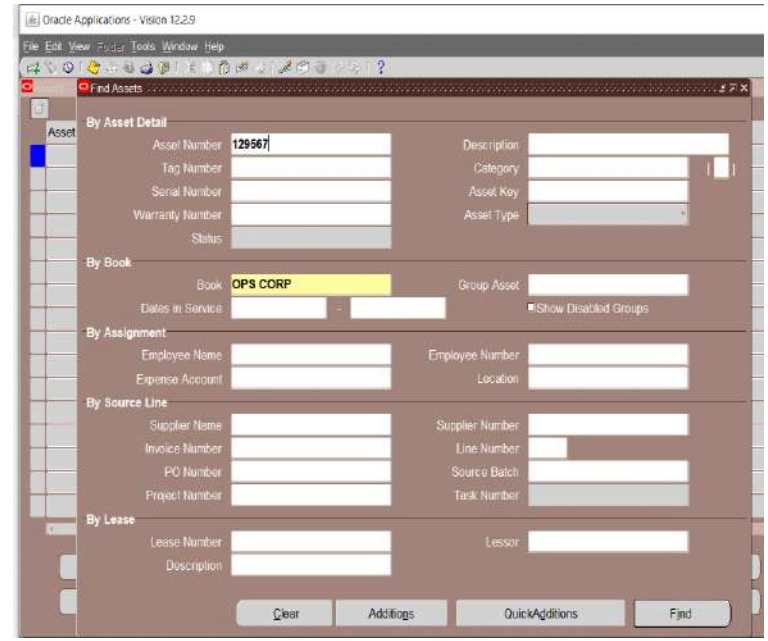 Oracle Applications - Vision 12.2.9
File Edit View Folder Tools Window Help
Find Assets
Asset
By Asset Detail
Asset Number 129567 Description
Tag Number Category [ ]
Serial Number Asset Key
Warranty Number Asset Type
Status
By Book
Book OPS CORP Group Asset
Dates in Service - Show Disabled Groups
By Assignment
Employee Name Employee Number
Expense Account Location
By Source Line
Supplier Name Supplier Number
Invoice Number Line Number
PO Number Source Batch
Project Number Task Number
By Lease
Lease Number Lessor
Description
Clear Additions QuickAdditions Find